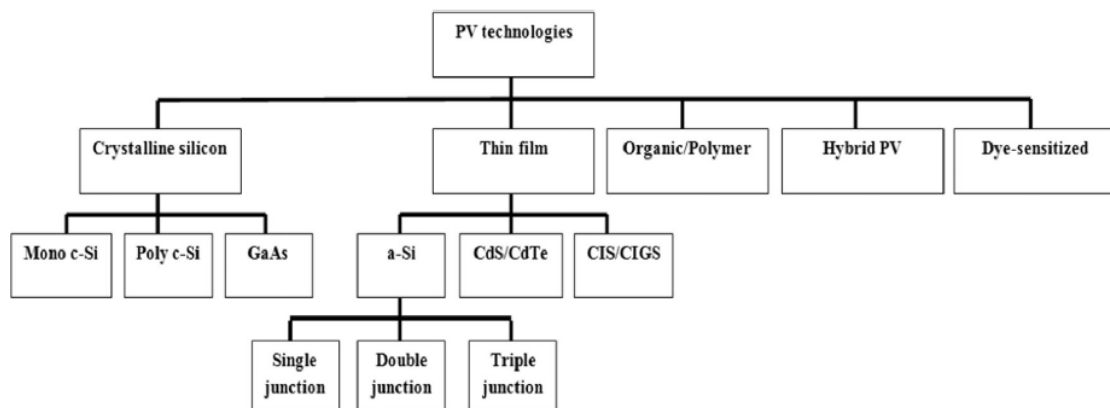 PV technologies
Crystalline silicon
Thin film
Organic/Polymer
Hybrid PV
Dye-sensitized
Mono c-Si
Poly c-Si
GaAs
a-Si
CdS/CdTe
CIS/CIGS
Single
junction
Double
junction
Triple
junction